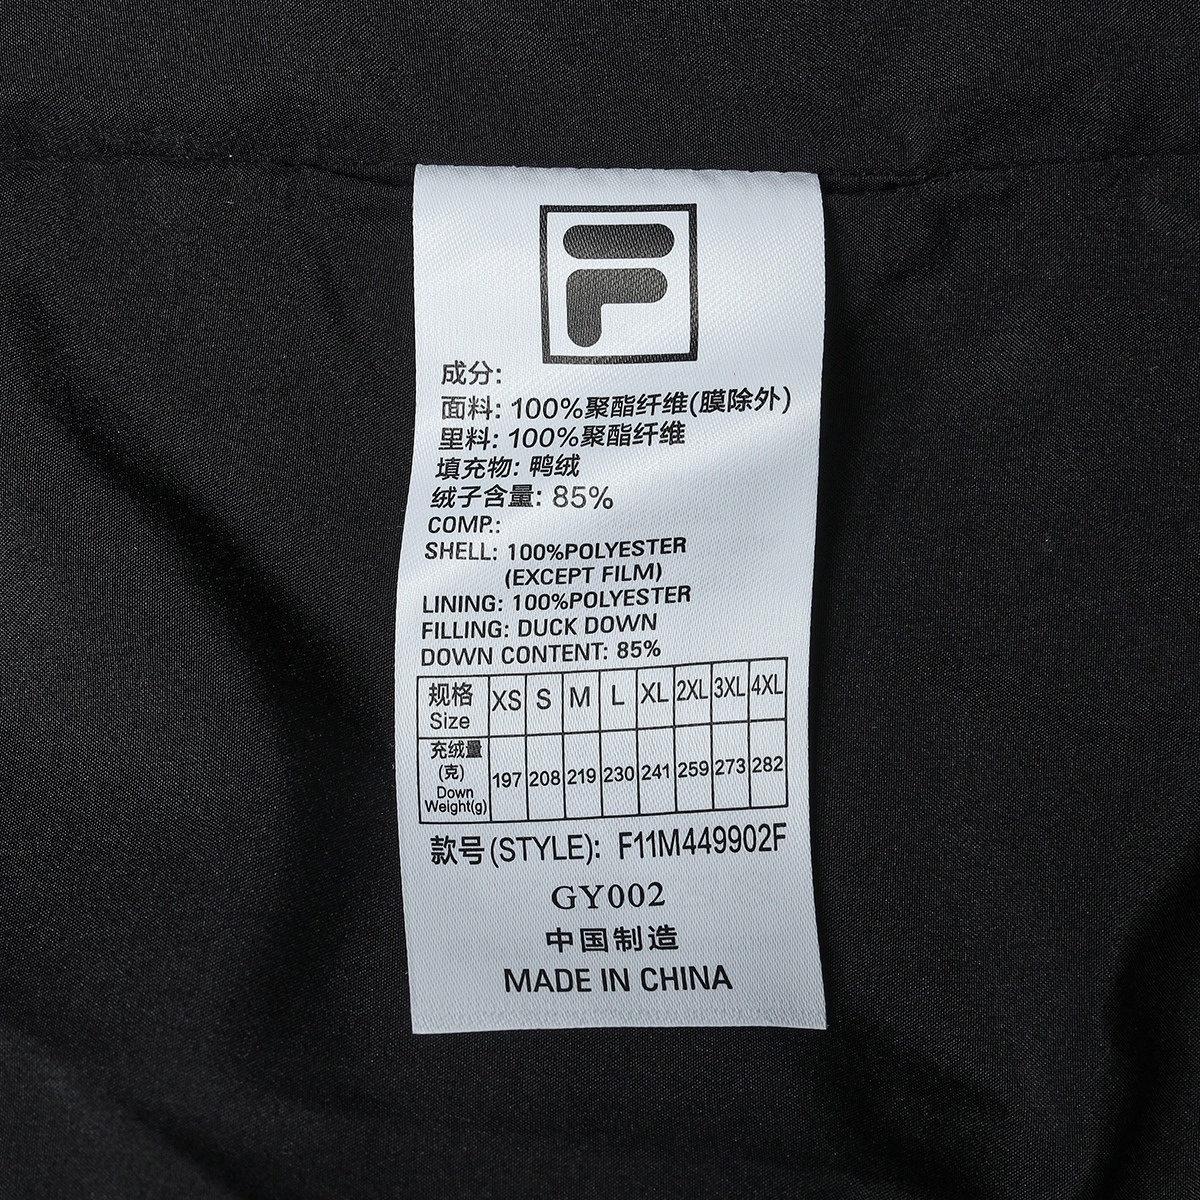 F
成分:
面料: 100%聚酯纤维(膜除外)
里料: 100%聚酯纤维
填充物: 鸭绒
绒子含量: 85%
COMP.:
SHELL: 100%POLYESTER
(EXCEPT FILM)
LINING: 100%POLYESTER
FILLING: DUCK DOWN
DOWN CONTENT: 85%
规格 Size XS S M L XL 2XL 3XL 4XL
充绒量(克) Down Weight(g) 197 208 219 230 241 259 273 282
款号(STYLE): F11M449902F
GY002
中国制造
MADE IN CHINA